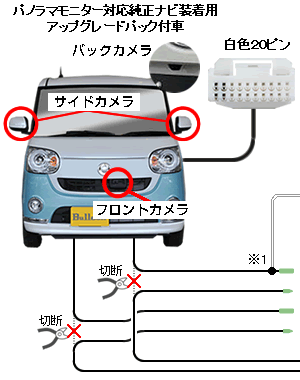 パノラマモニター対応純正ナビ装着用
アップグレードパック付車
バックカメラ
白色20ピン
サイドカメラ
フロントカメラ
※1
切断
切断